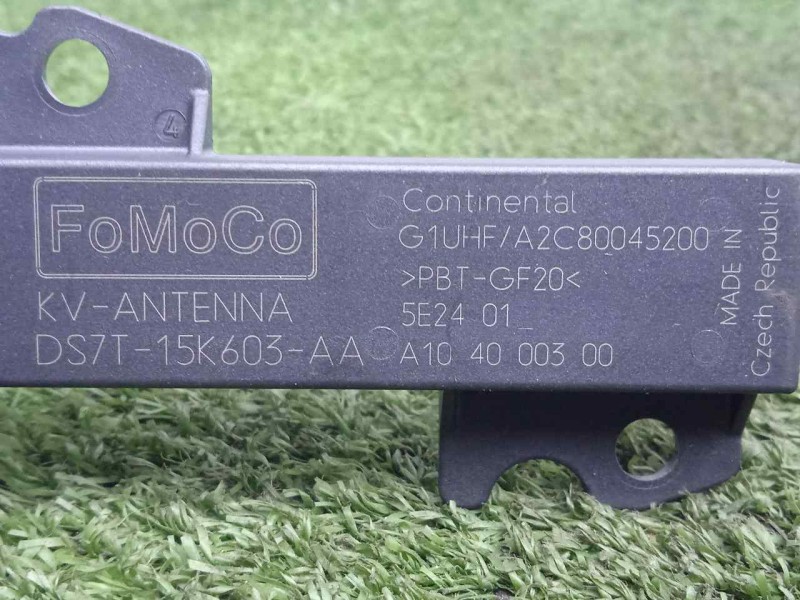 4
FoMoCo
KV-ANTENNA
DS7T-15K603-AA
Continental
G1UHF/A2C80045200
>PBT-GF20<
5E24 01
A10 40 003 00
MADE IN
Czech Republic